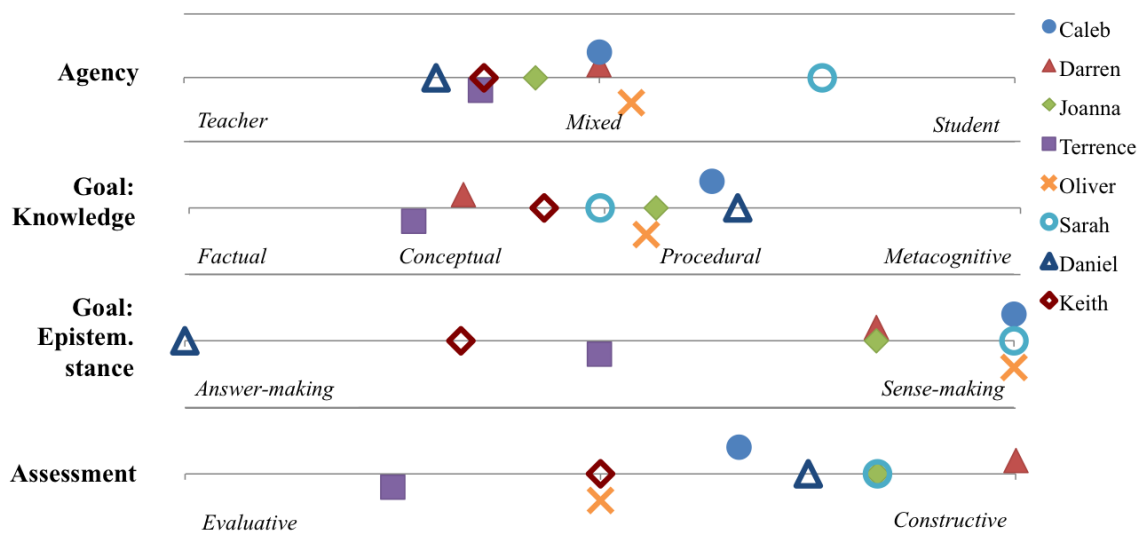 Agency
Teacher
Mixed
Student
Goal:
Knowledge
Factual
Conceptual
Procedural
Metacognitive
Goal:
Epistem.
stance
Answer-making
Sense-making
Assessment
Evaluative
Constructive
Caleb
Darren
Joanna
Terrence
Oliver
Sarah
Daniel
Keith